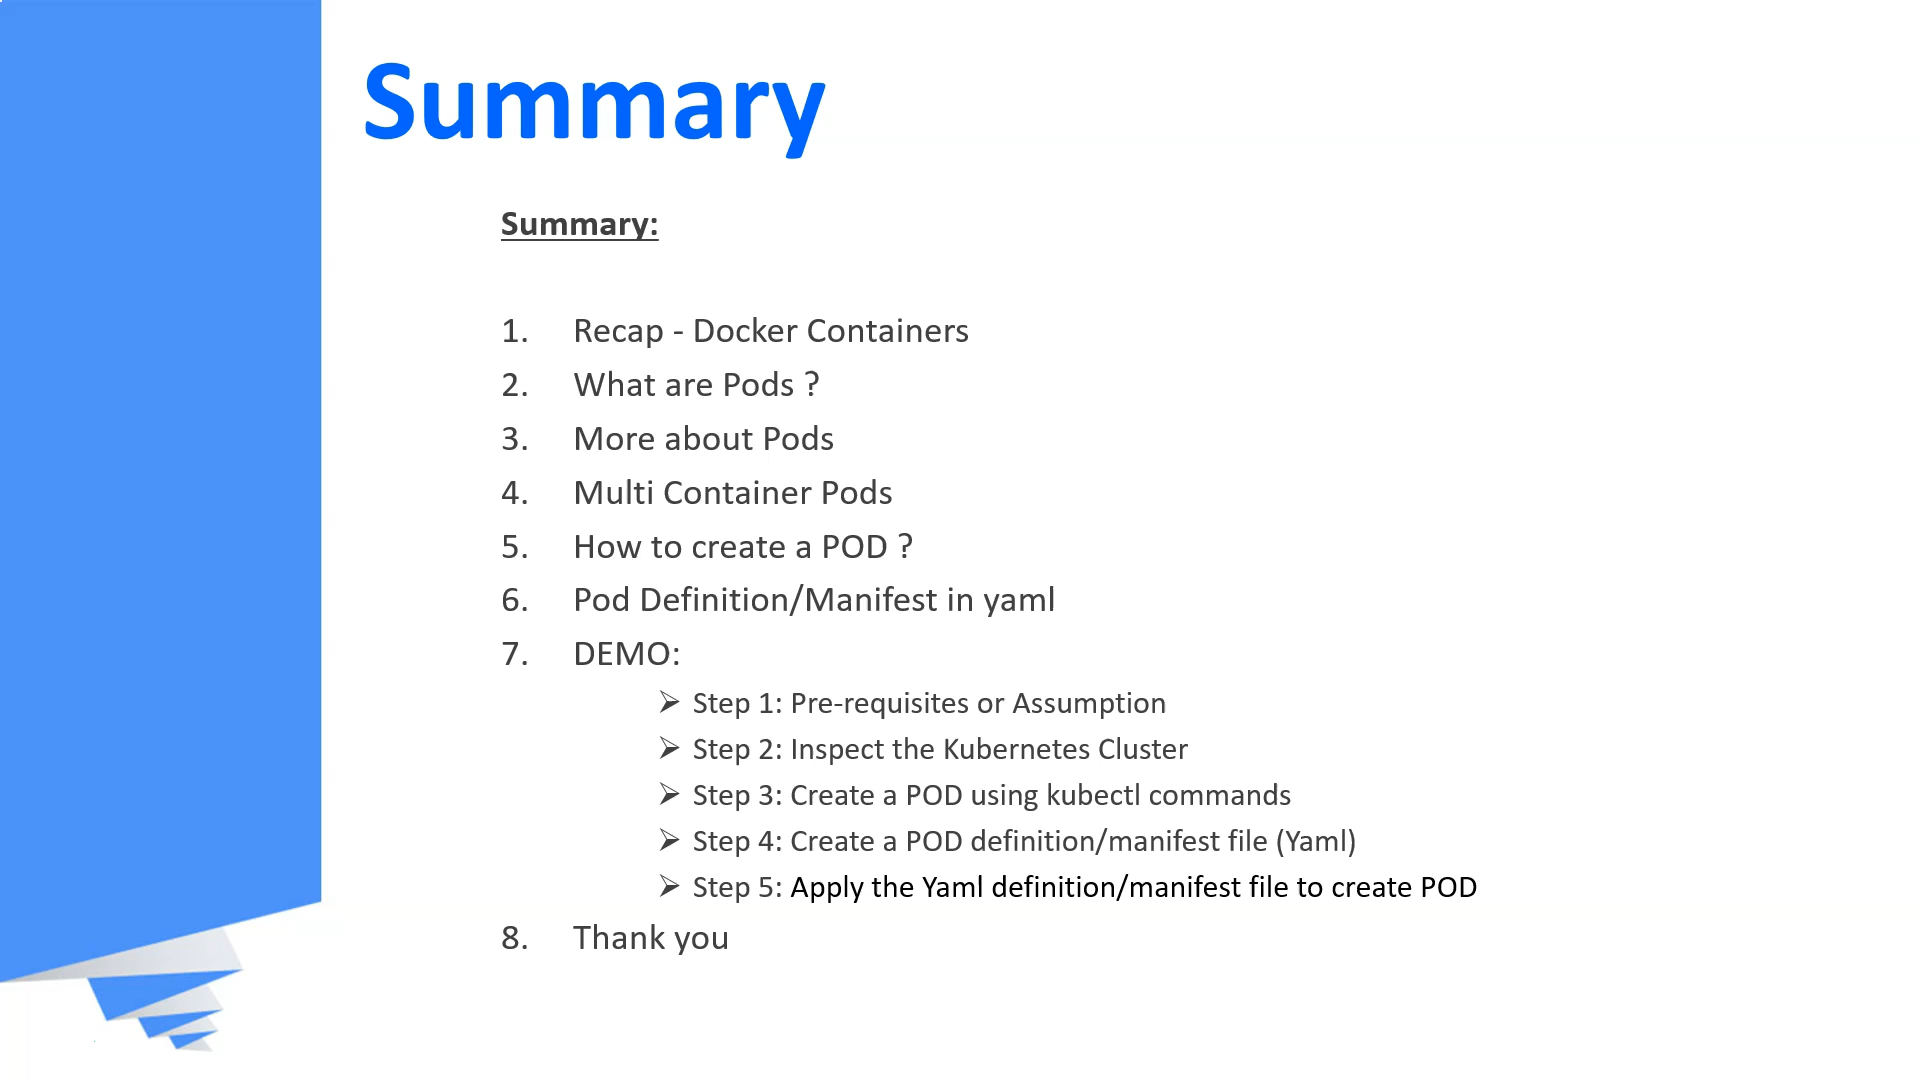 Summary
Summary:
1. Recap - Docker Containers
2. What are Pods ?
3. More about Pods
4. Multi Container Pods
5. How to create a POD ?
6. Pod Definition/Manifest in yaml
7. DEMO:
➢ Step 1: Pre-requisites or Assumption
➢ Step 2: Inspect the Kubernetes Cluster
➢ Step 3: Create a POD using kubectl commands
➢ Step 4: Create a POD definition/manifest file (Yaml)
➢ Step 5: Apply the Yaml definition/manifest file to create POD
8. Thank you